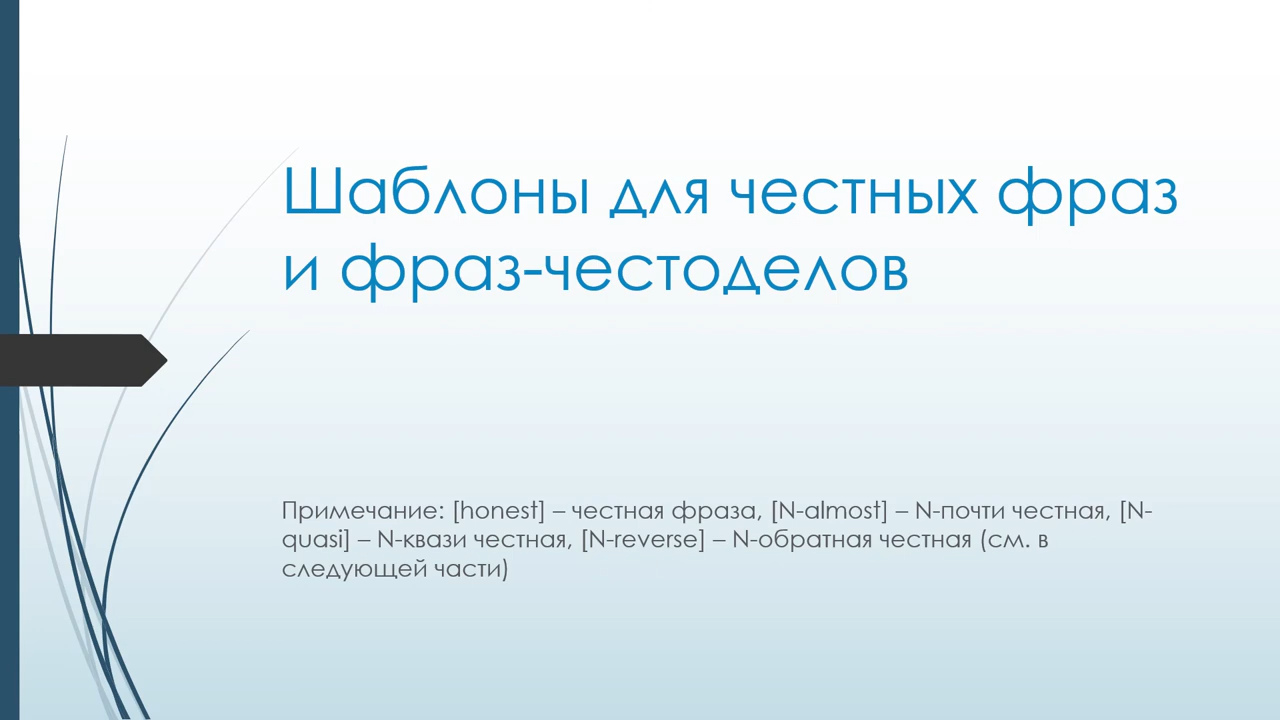 Шаблоны для честных фраз
и фраз-честоделов
Примечание: [honest] – честная фраза, [N-almost] – N-почти честная, [N-
quasi] – N-квази честная, [N-reverse] – N-обратная честная (см. в
следующей части)